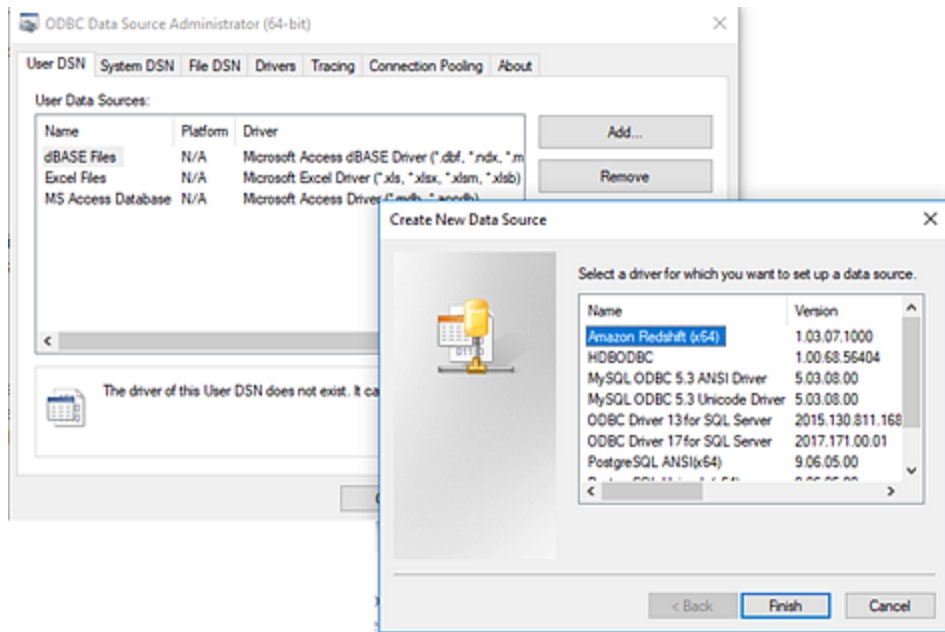 ODBC Data Source Administrator (64-bit)
User DSN System DSN File DSN Drivers Tracing Connection Pooling About
User Data Sources:
Name Platform Driver
dBASE Files N/A Microsoft Access dBASE Driver (*.dbf, *.ndx, *.m
Excel Files N/A Microsoft Excel Driver (*.xls, *.xlsx, *.xlsm, *.xlsb)
MS Access Database N/A Microsoft Access Driver (*.mdb, *.accdb)
Add...
Remove
The driver of this User DSN does not exist. It ca
Create New Data Source
Select a driver for which you want to set up a data source.
Name Version
Amazon Redshift (x64) 1.03.07.1000
HDBODBC 1.00.68.56404
MySQL ODBC 5.3 ANSI Driver 5.03.08.00
MySQL ODBC 5.3 Unicode Driver 5.03.08.00
ODBC Driver 13 for SQL Server 2015.130.811.168
ODBC Driver 17 for SQL Server 2017.171.00.01
PostgreSQL ANSI(x64) 9.06.05.00
< Back Finish Cancel